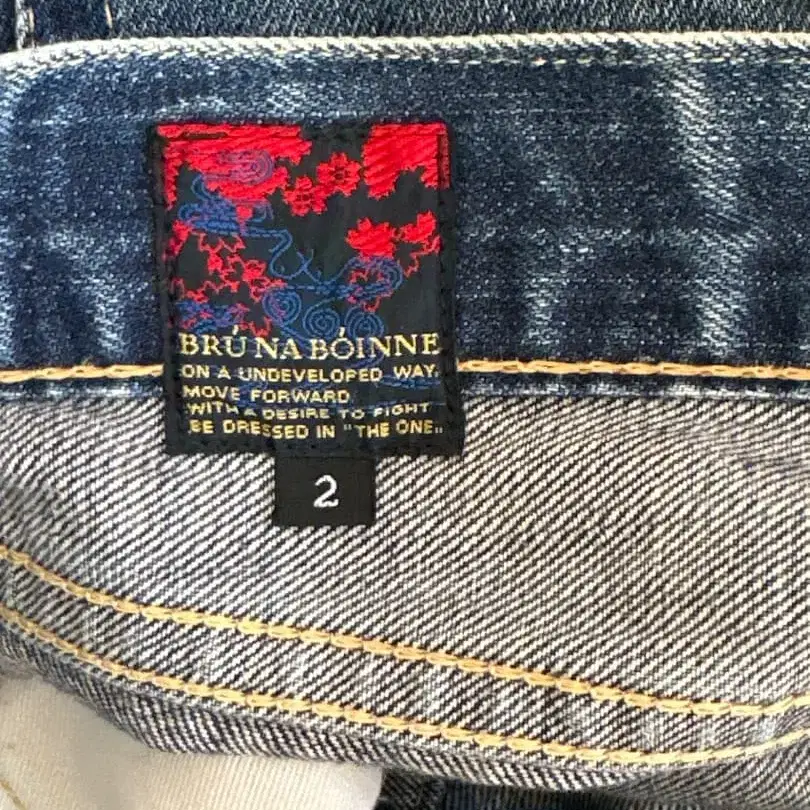 BRÚ NA BÓINNE
ON A UNDEVELOPED WAY.
MOVE FORWARD
WITH A DESIRE TO FIGHT
BE DRESSED IN "THE ONE„
2